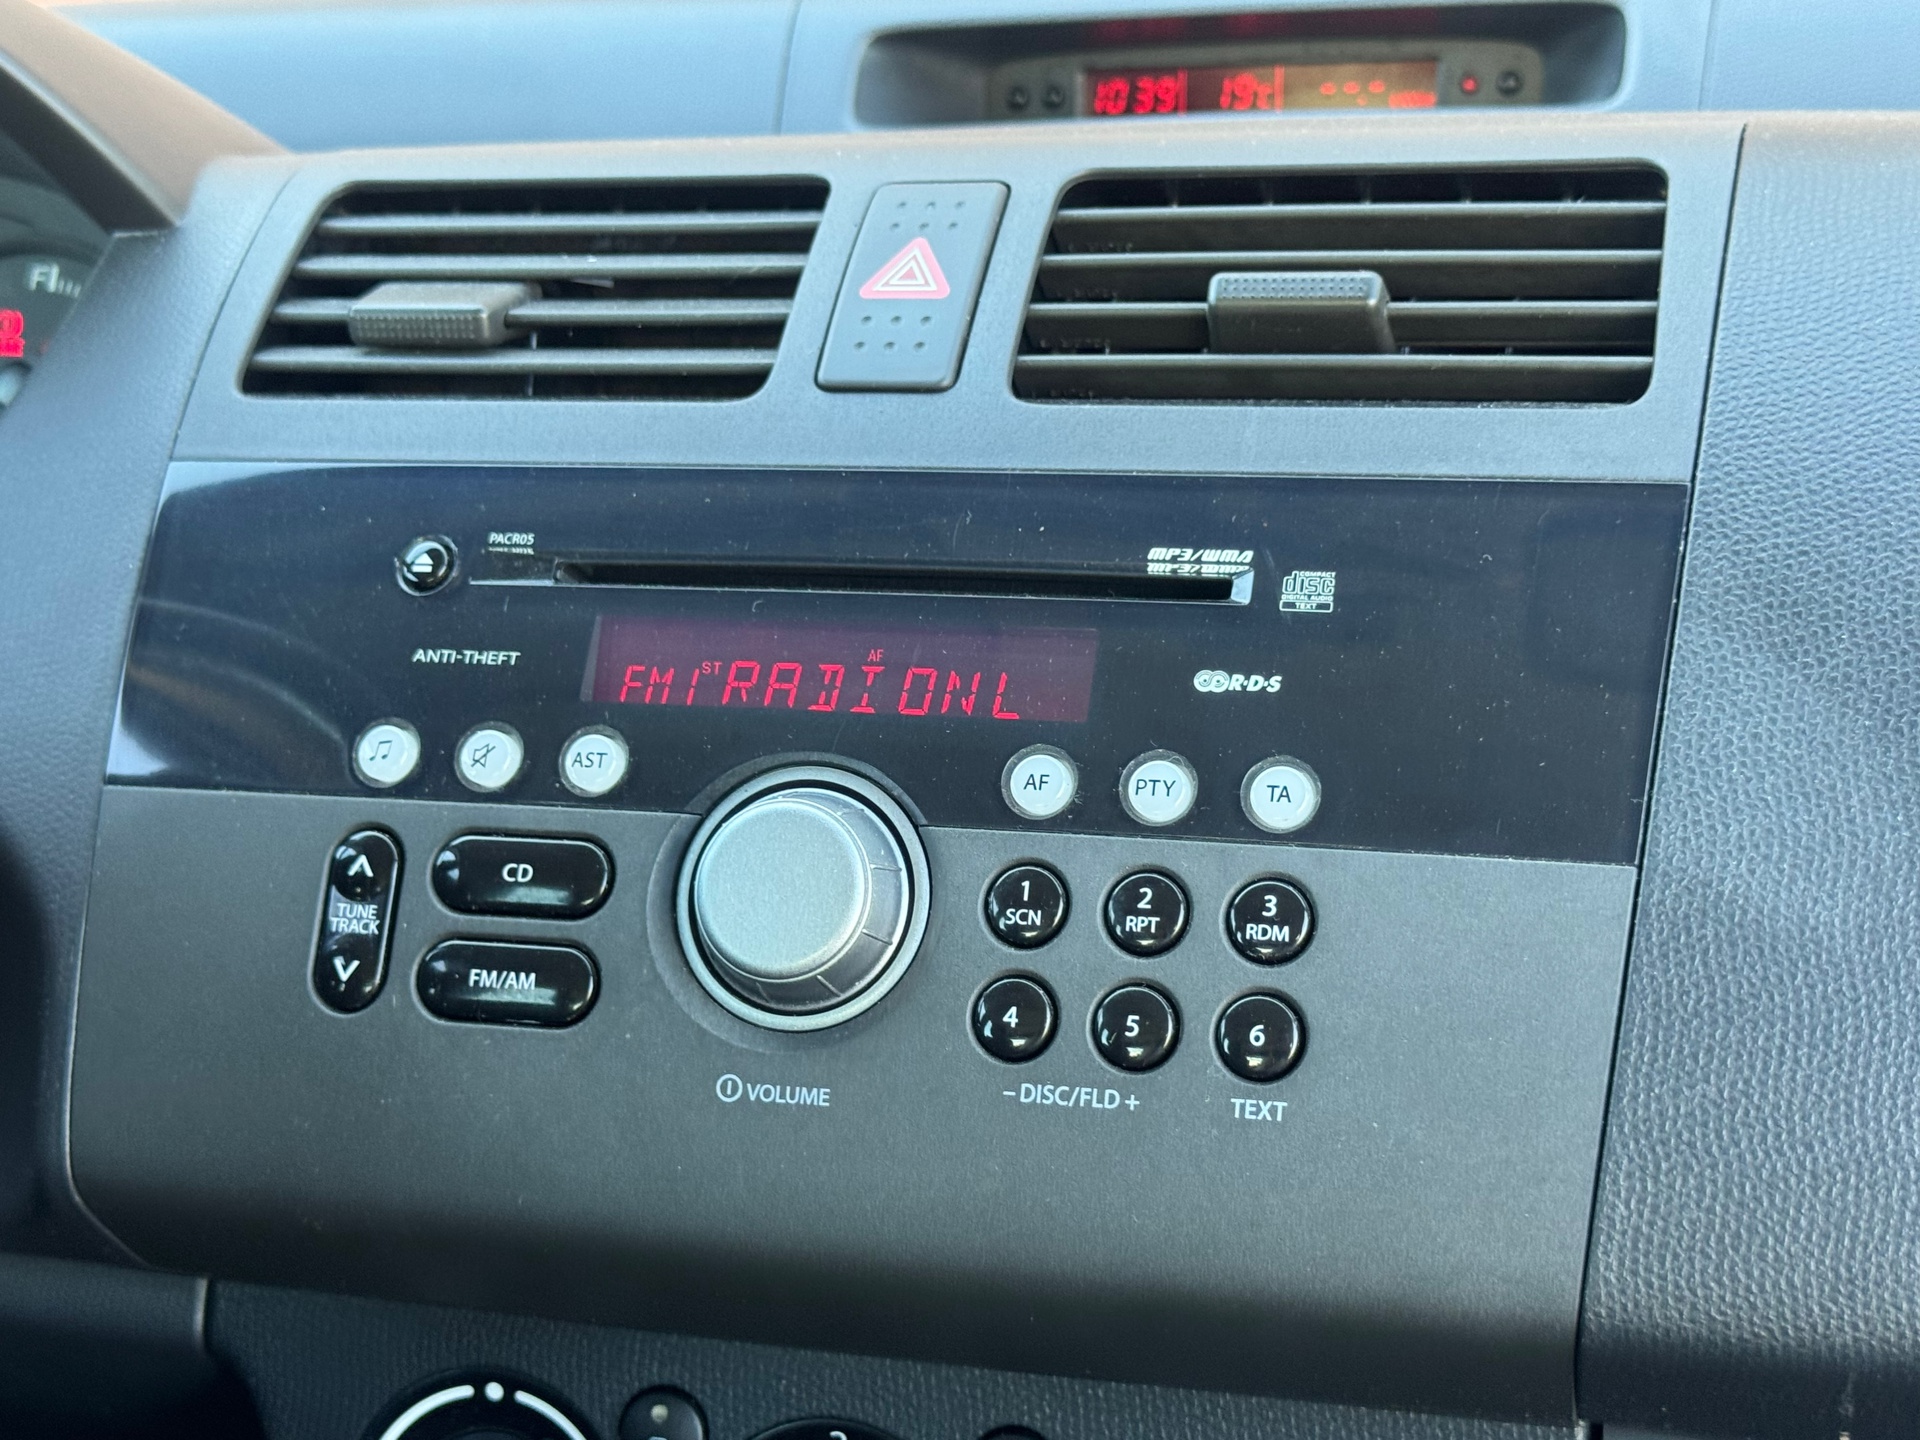 10:39 19°C --.-
F
PACR05
MP3/WMA
COMPACT
disc
DIGITAL AUDIO
TEXT
ANTI-THEFT
AF
FM1 ST RADIONL
R·D·S
AST
AF
PTY
TA
TUNE
TRACK
CD
FM/AM
1
SCN
2
RPT
3
RDM
4
5
6
VOLUME
– DISC/FLD +
TEXT